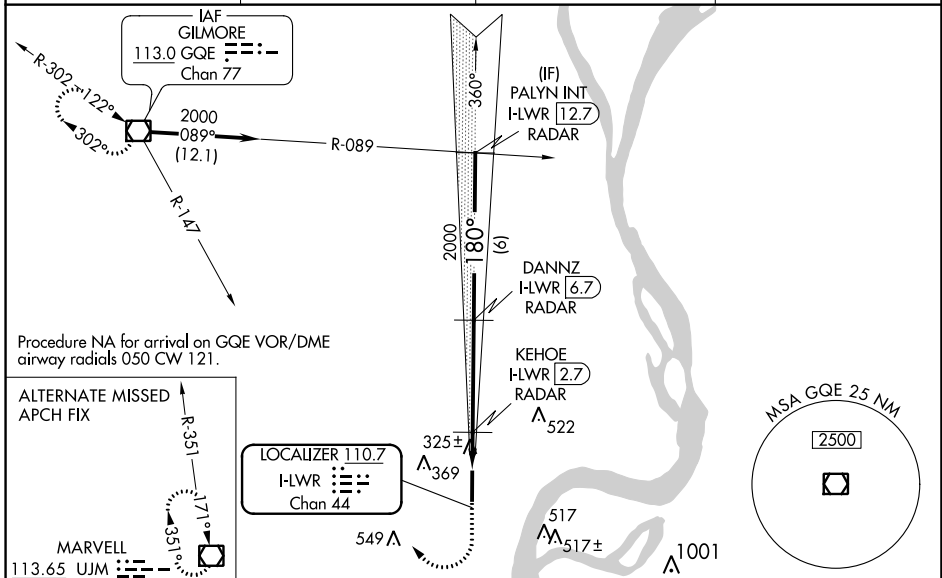 IAF
GILMORE
113.0 GQE
Chan 77
R-302
122°
302°
2000
089°
(12.1)
R-089
R-147
360°
(IF)
PALYN INT
I-LWR 12.7
RADAR
2000
180°
(6)
DANNZ
I-LWR 6.7
RADAR
KEHOE
I-LWR 2.7
RADAR
522
Procedure NA for arrival on GQE VOR/DME
airway radials 050 CW 121.
ALTERNATE MISSED
APCH FIX
R-351
171°
351°
MARVELL
113.65 UJM
LOCALIZER 110.7
I-LWR
Chan 44
325±
369
549
517
517±
1001
MSA GQE 25 NM
2500